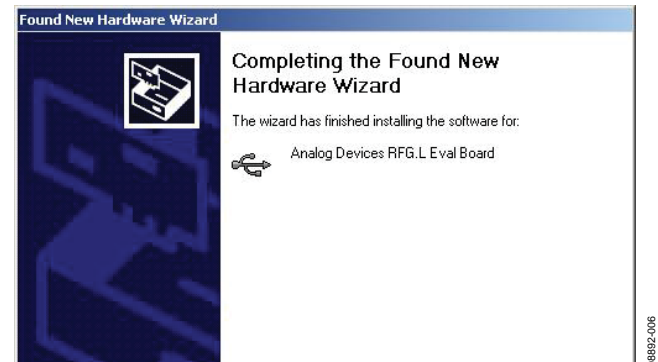 Found New Hardware Wizard
Completing the Found New
Hardware Wizard
The wizard has finished installing the software for:
Analog Devices RFG.L Eval Board
8892-006